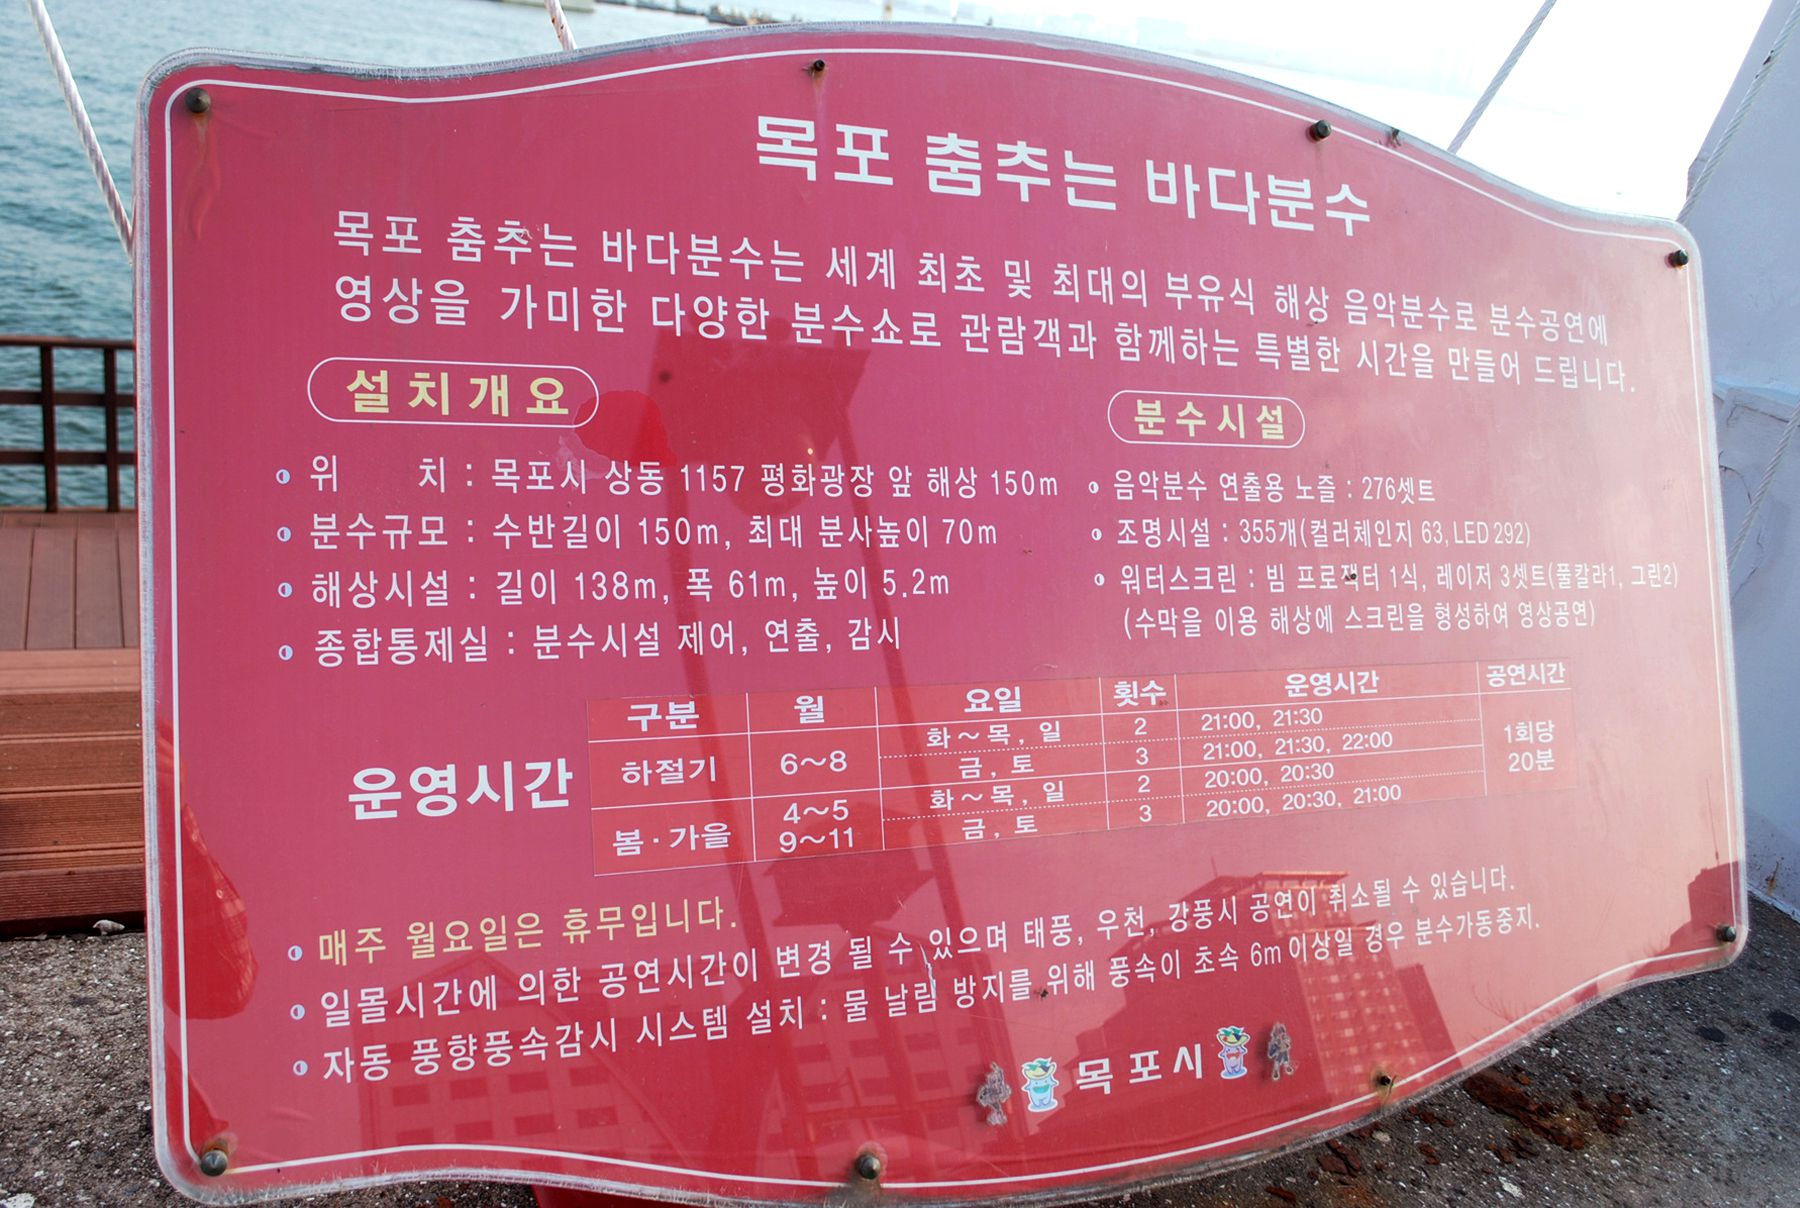 목포 춤추는 바다분수
목포 춤추는 바다분수는 세계 최초 및 최대의 부유식 해상 음악분수로 분수공연에
영상을 가미한 다양한 분수쇼로 관람객과 함께하는 특별한 시간을 만들어 드립니다.
설치개요
위 치 : 목포시 상동 1157 평화광장 앞 해상 150m
분수규모 : 수반길이 150m, 최대 분사높이 70m
해상시설 : 길이 138m, 폭 61m, 높이 5.2m
종합통제실 : 분수시설 제어, 연출, 감시
분수시설
음악분수 연출용 노즐 : 276셋트
조명시설 : 355개(컬러체인지 63, LED 292)
워터스크린 : 빔 프로잭터 1식, 레이저 3셋트(풀칼라1, 그린2)
(수막을 이용 해상에 스크린을 형성하여 영상공연)
운영시간
구분 월 요일 횟수 운영시간 공연시간
하절기 6~8 화~목, 일 2 21:00, 21:30 1회당 20분
금, 토 3 21:00, 21:30, 22:00
봄·가을 4~5 9~11 화~목, 일 2 20:00, 20:30
금, 토 3 20:00, 20:30, 21:00
매주 월요일은 휴무입니다.
일몰시간에 의한 공연시간이 변경 될 수 있으며 태풍, 우천, 강풍시 공연이 취소될 수 있습니다.
자동 풍향풍속감시 시스템 설치 : 물 날림 방지를 위해 풍속이 초속 6m 이상일 경우 분수가동중지.
목포시